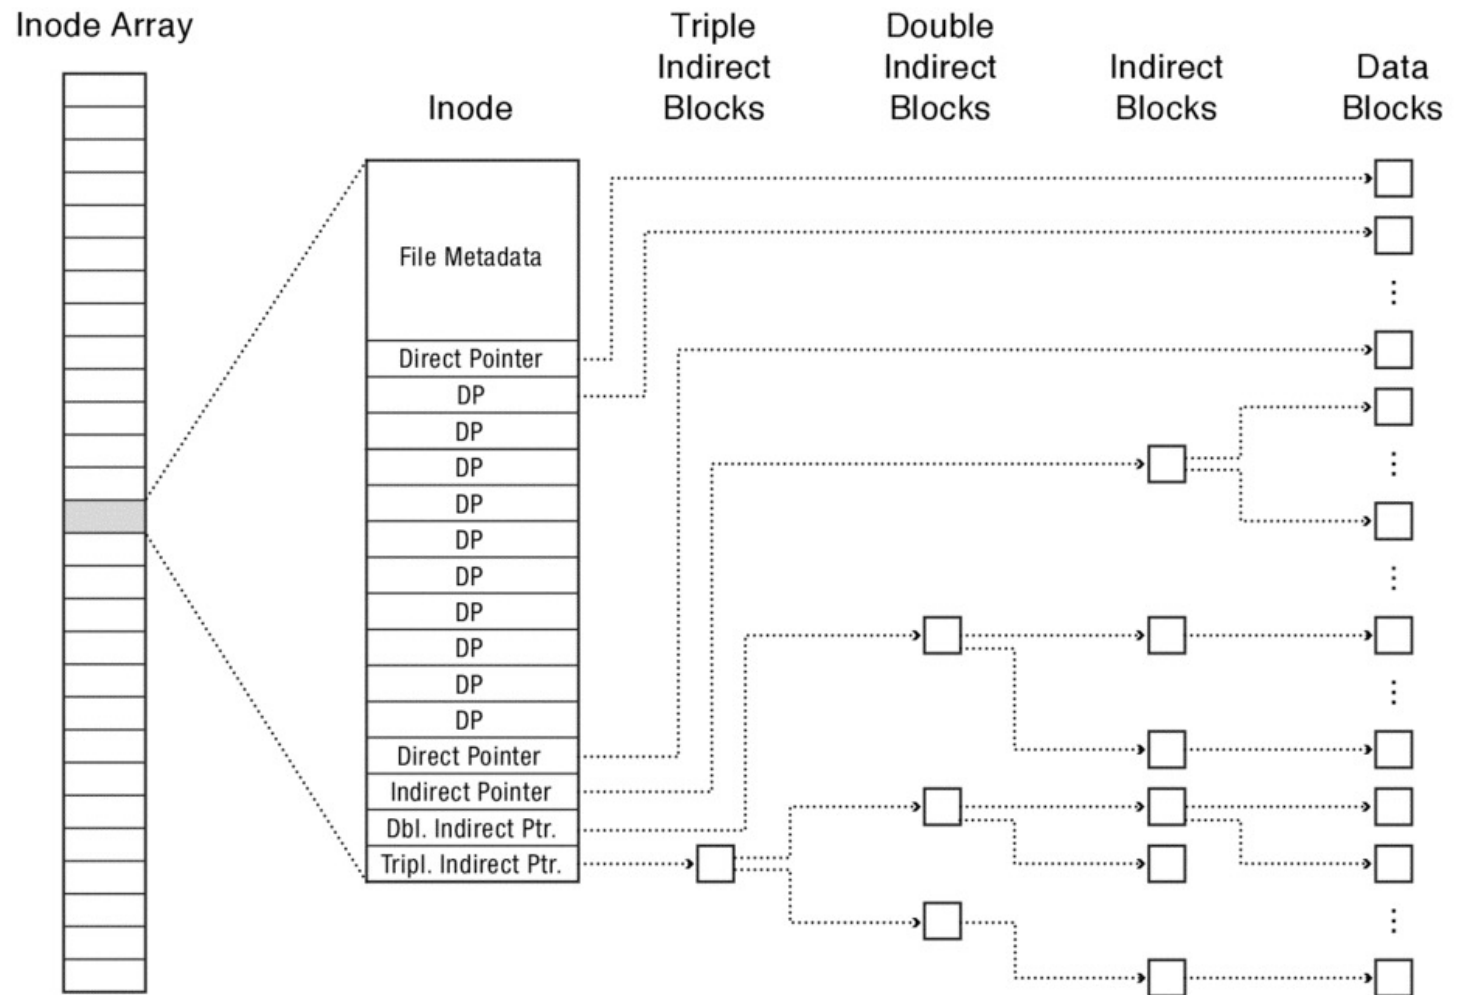 Inode Array
Inode
Triple
Indirect
Blocks
Double
Indirect
Blocks
Indirect
Blocks
Data
Blocks
File Metadata
Direct Pointer
DP
DP
DP
DP
DP
DP
DP
DP
DP
DP
Direct Pointer
Indirect Pointer
Dbl. Indirect Ptr.
Tripl. Indirect Ptr.